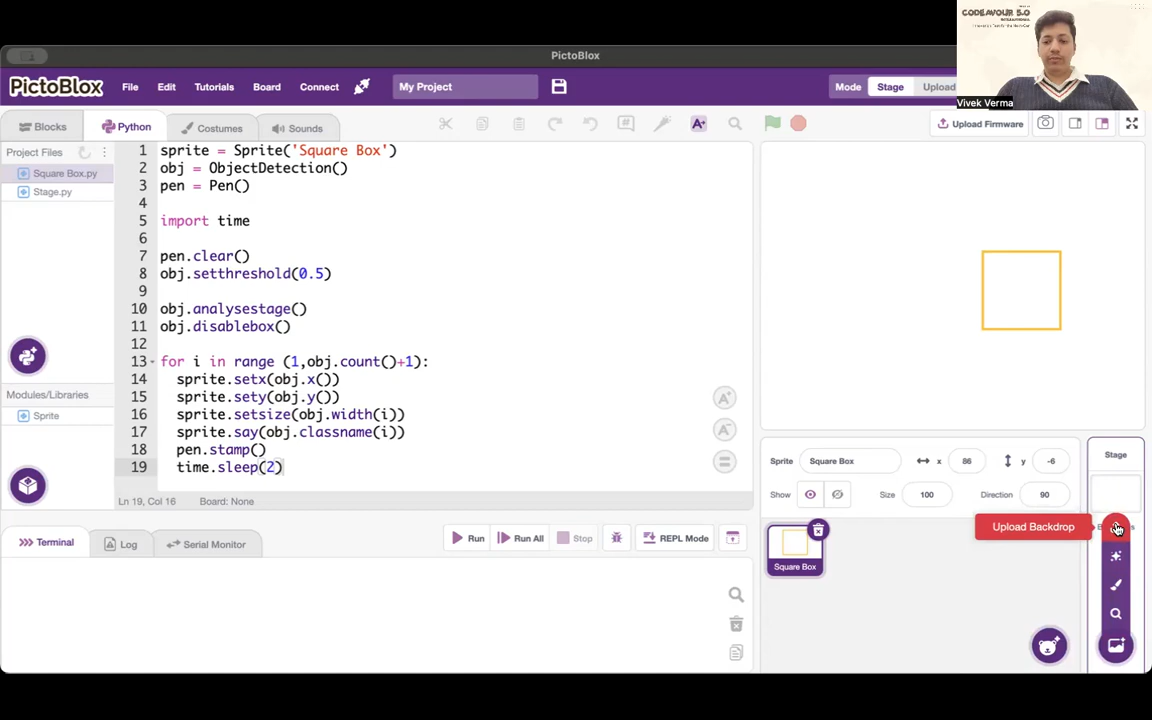 CODEAVOUR 5.0
PictoBlox
Vivek Verma
PictoBlox
File
Edit
Tutorials
Board
Connect
My Project
Mode
Stage
Upload
Blocks
Python
Costumes
Sounds
Upload Firmware
Project Files
Square Box.py
Stage.py
Modules/Libraries
Sprite
1 sprite = Sprite('Square Box')
2 obj = ObjectDetection()
3 pen = Pen()
4
5 import time
6
7 pen.clear()
8 obj.setthreshold(0.5)
9
10 obj.analysestage()
11 obj.disablebox()
12
13 for i in range (1,obj.count()+1):
14 sprite.setx(obj.x())
15 sprite.sety(obj.y())
16 sprite.setsize(obj.width(i))
17 sprite.say(obj.classname(i))
18 pen.stamp()
19 time.sleep(2)
Ln 19, Col 16 Board: None
Sprite Square Box x 86 y -6
Show Size 100 Direction 90
Stage
Upload Backdrop
Square Box
Terminal
Log
Serial Monitor
Run
Run All
Stop
REPL Mode